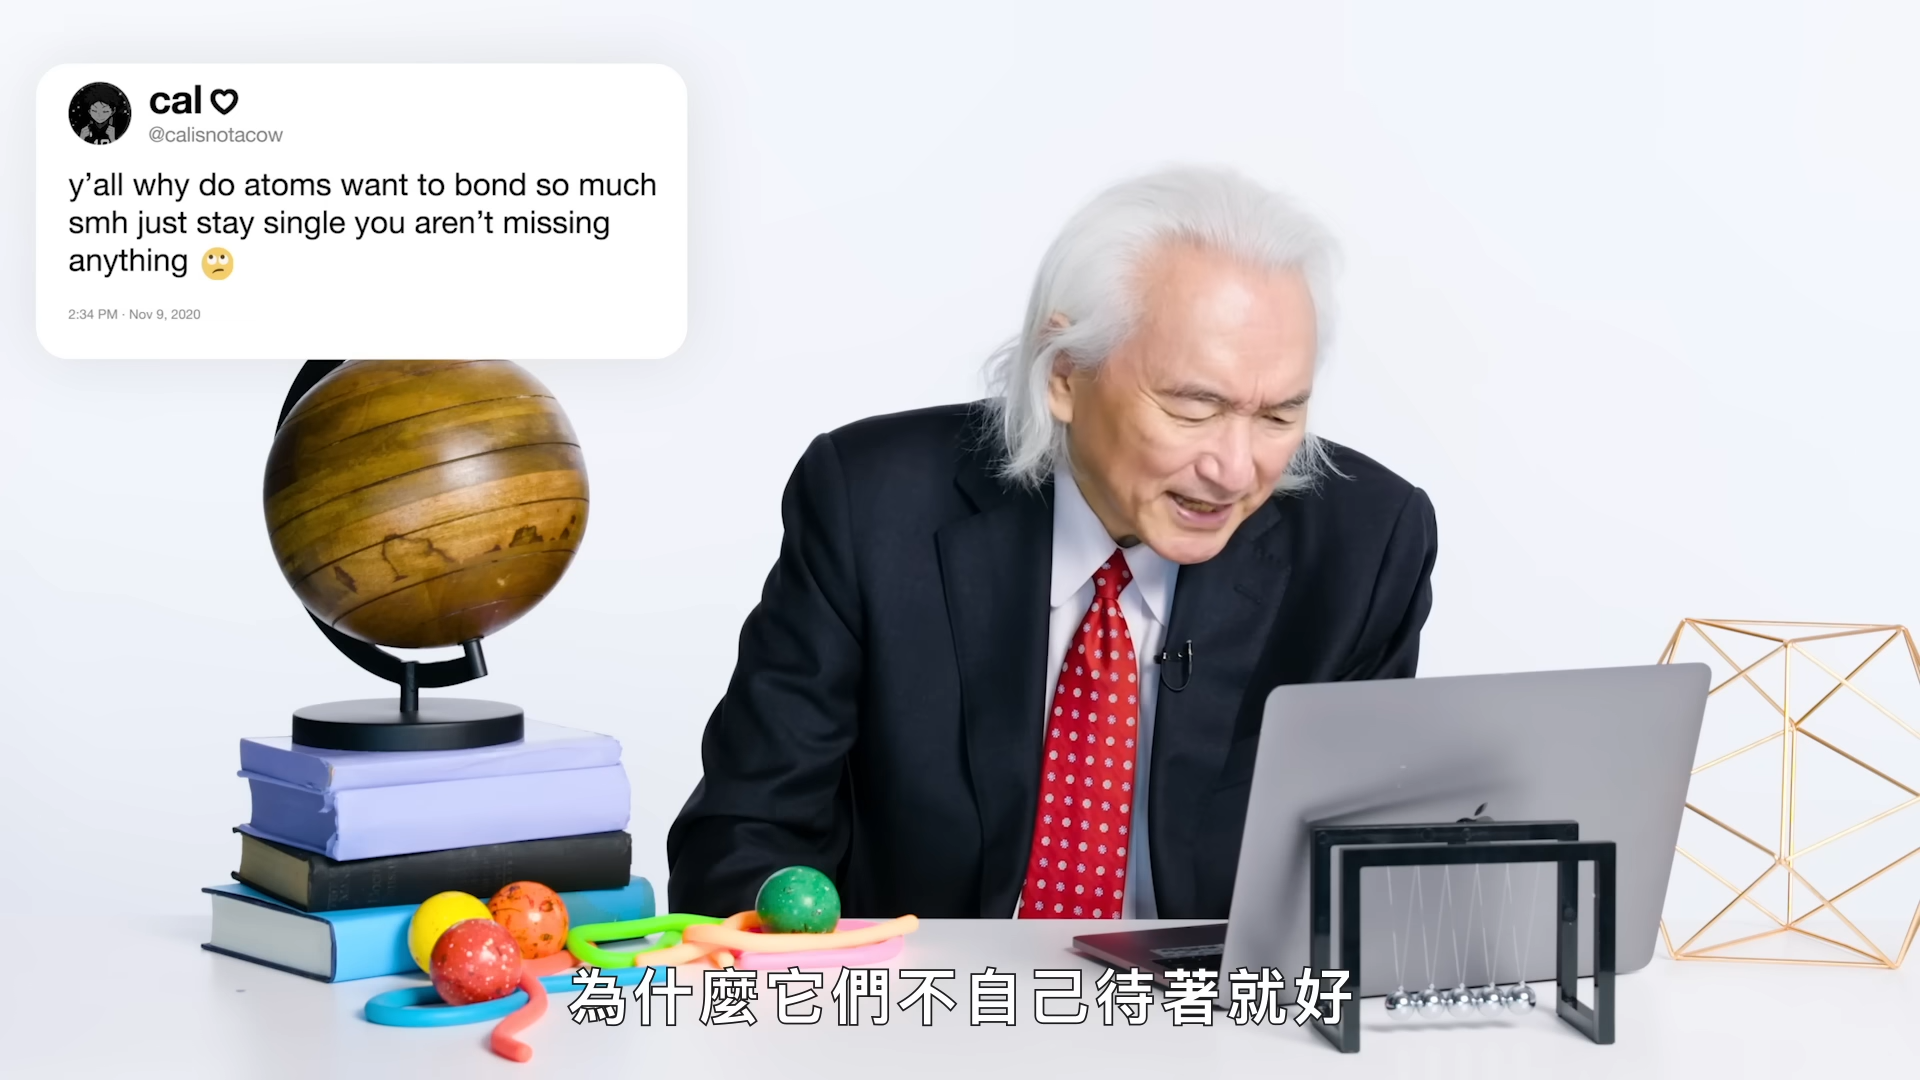 cal♡
@calisnotacow
y’all why do atoms want to bond so much
smh just stay single you aren’t missing
anything 🙄
2:34 PM · Nov 9, 2020
為什麼它們不自己待著就好